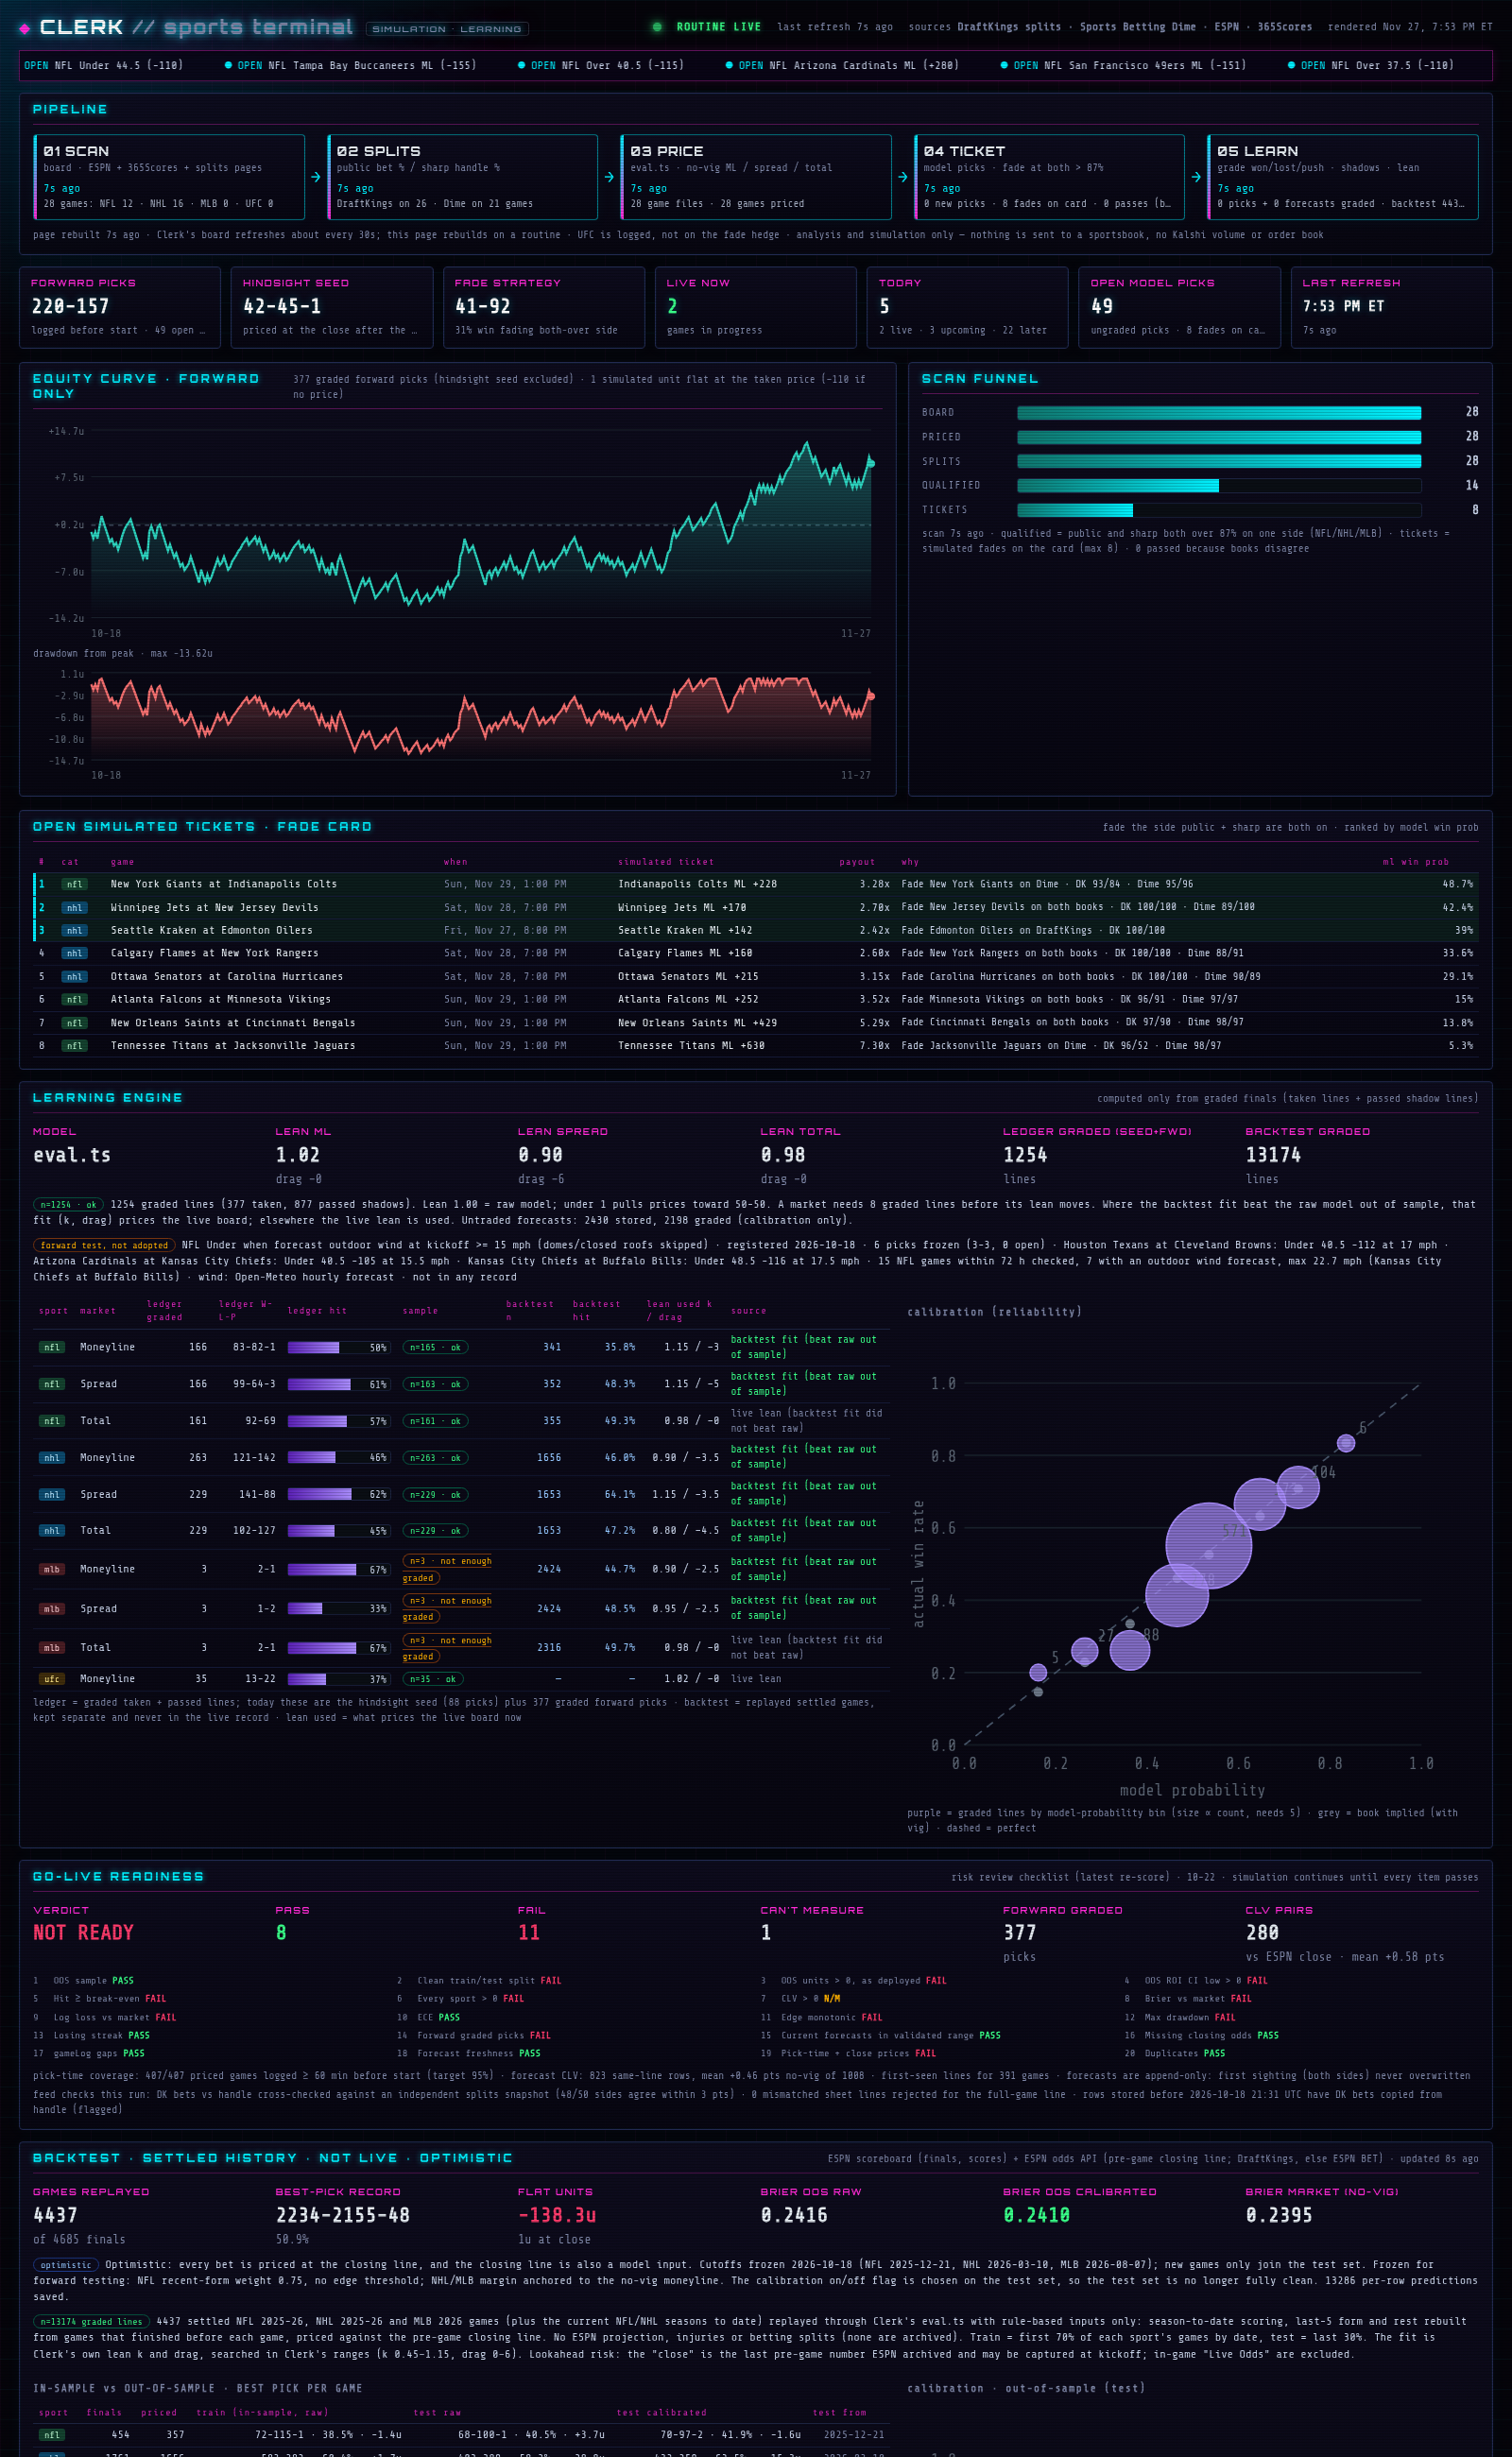 ◆ CLERK // sports terminal SIMULATION · LEARNING
ROUTINE LIVE last refresh 7s ago sources DraftKings splits · Sports Betting Dime · ESPN · 365Scores rendered Nov 27, 7:53 PM ET
OPEN NFL Under 44.5 (-110) ● OPEN NFL Tampa Bay Buccaneers ML (-155) ● OPEN NFL Over 40.5 (-115) ● OPEN NFL Arizona Cardinals ML (+280) ● OPEN NFL San Francisco 49ers ML (-151) ● OPEN NFL Over 37.5 (-110)
PIPELINE
01 SCAN
board · ESPN + 365Scores + splits pages
7s ago
28 games: NFL 12 · NHL 16 · MLB 0 · UFC 0
→
02 SPLITS
public bet % / sharp handle %
7s ago
DraftKings on 26 · Dime on 21 games
→
03 PRICE
eval.ts · no-vig ML / spread / total
7s ago
28 game files · 28 games priced
→
04 TICKET
model picks · fade at both > 87%
7s ago
0 new picks · 8 fades on card · 0 passes (b…
→
05 LEARN
grade won/lost/push · shadows · lean
7s ago
0 picks + 0 forecasts graded · backtest 443…
page rebuilt 7s ago · Clerk's board refreshes about every 30s; this page rebuilds on a routine · UFC is logged, not on the fade hedge · analysis and simulation only — nothing is sent to a sportsbook, no Kalshi volume or order book
FORWARD PICKS
220-157
logged before start · 49 open …
HINDSIGHT SEED
42-45-1
priced at the close after the …
FADE STRATEGY
41-92
31% win fading both-over side
LIVE NOW
2
games in progress
TODAY
5
2 live · 3 upcoming · 22 later
OPEN MODEL PICKS
49
ungraded picks · 8 fades on ca…
LAST REFRESH
7:53 PM ET
7s ago
EQUITY CURVE · FORWARD ONLY
377 graded forward picks (hindsight seed excluded) · 1 simulated unit flat at the taken price (-110 if no price)
+14.7u
+7.5u
+0.2u
-7.0u
-14.2u
10-18 11-27
drawdown from peak · max -13.62u
1.1u
-2.9u
-6.8u
-10.8u
-14.7u
10-18 11-27
SCAN FUNNEL
BOARD 28
PRICED 28
SPLITS 28
QUALIFIED 14
TICKETS 8
scan 7s ago · qualified = public and sharp both over 87% on one side (NFL/NHL/MLB) · tickets =
simulated fades on the card (max 8) · 0 passed because books disagree
OPEN SIMULATED TICKETS · FADE CARD fade the side public + sharp are both on · ranked by model win prob
# cat game when simulated ticket payout why ml win prob
1 nfl New York Giants at Indianapolis Colts Sun, Nov 29, 1:00 PM Indianapolis Colts ML +228 3.28x Fade New York Giants on Dime · DK 93/84 · Dime 95/96 48.7%
2 nhl Winnipeg Jets at New Jersey Devils Sat, Nov 28, 7:00 PM Winnipeg Jets ML +170 2.70x Fade New Jersey Devils on both books · DK 100/100 · Dime 89/100 42.4%
3 nhl Seattle Kraken at Edmonton Oilers Fri, Nov 27, 8:00 PM Seattle Kraken ML +142 2.42x Fade Edmonton Oilers on DraftKings · DK 100/100 39%
4 nhl Calgary Flames at New York Rangers Sat, Nov 28, 7:00 PM Calgary Flames ML +160 2.60x Fade New York Rangers on both books · DK 100/100 · Dime 88/91 33.6%
5 nhl Ottawa Senators at Carolina Hurricanes Sat, Nov 28, 7:00 PM Ottawa Senators ML +215 3.15x Fade Carolina Hurricanes on both books · DK 100/100 · Dime 90/89 29.1%
6 nfl Atlanta Falcons at Minnesota Vikings Sun, Nov 29, 1:00 PM Atlanta Falcons ML +252 3.52x Fade Minnesota Vikings on both books · DK 96/91 · Dime 97/97 15%
7 nfl New Orleans Saints at Cincinnati Bengals Sun, Nov 29, 1:00 PM New Orleans Saints ML +429 5.29x Fade Cincinnati Bengals on both books · DK 97/90 · Dime 98/97 13.8%
8 nfl Tennessee Titans at Jacksonville Jaguars Sun, Nov 29, 1:00 PM Tennessee Titans ML +630 7.30x Fade Jacksonville Jaguars on Dime · DK 96/52 · Dime 98/97 5.3%
LEARNING ENGINE computed only from graded finals (taken lines + passed shadow lines)
MODEL
eval.ts
LEAN ML
1.02
drag -0
LEAN SPREAD
0.90
drag -6
LEAN TOTAL
0.98
drag -0
LEDGER GRADED (SEED+FWD)
1254
lines
BACKTEST GRADED
13174
lines
n=1254 · ok 1254 graded lines (377 taken, 877 passed shadows). Lean 1.00 = raw model; under 1 pulls prices toward 50-50. A market needs 8 graded lines before its lean moves. Where the backtest fit beat the raw model out of sample, that
fit (k, drag) prices the live board; elsewhere the live lean is used. Untraded forecasts: 2430 stored, 2198 graded (calibration only).
forward test, not adopted NFL Under when forecast outdoor wind at kickoff >= 15 mph (domes/closed roofs skipped) · registered 2026-10-18 · 6 picks frozen (3-3, 0 open) · Houston Texans at Cleveland Browns: Under 40.5 -112 at 17 mph ·
Arizona Cardinals at Kansas City Chiefs: Under 40.5 -105 at 15.5 mph · Kansas City Chiefs at Buffalo Bills: Under 48.5 -116 at 17.5 mph · 15 NFL games within 72 h checked, 7 with an outdoor wind forecast, max 22.7 mph (Kansas City
Chiefs at Buffalo Bills) · wind: Open-Meteo hourly forecast · not in any record
sport market ledger graded ledger W-L-P ledger hit sample backtest n backtest hit lean used k / drag source
nfl Moneyline 166 83-82-1 50% n=165 · ok 341 35.8% 1.15 / -3 backtest fit (beat raw out of sample)
nfl Spread 166 99-64-3 61% n=163 · ok 352 48.3% 1.15 / -5 backtest fit (beat raw out of sample)
nfl Total 161 92-69 57% n=161 · ok 355 49.3% 0.98 / -0 live lean (backtest fit did not beat raw)
nhl Moneyline 263 121-142 46% n=263 · ok 1656 46.0% 0.90 / -3.5 backtest fit (beat raw out of sample)
nhl Spread 229 141-88 62% n=229 · ok 1653 64.1% 1.15 / -3.5 backtest fit (beat raw out of sample)
nhl Total 229 102-127 45% n=229 · ok 1653 47.2% 0.80 / -4.5 backtest fit (beat raw out of sample)
mlb Moneyline 3 2-1 67% n=3 · not enough graded 2424 44.7% 0.90 / -2.5 backtest fit (beat raw out of sample)
mlb Spread 3 1-2 33% n=3 · not enough graded 2424 48.5% 0.95 / -2.5 backtest fit (beat raw out of sample)
mlb Total 3 2-1 67% n=3 · not enough graded 2316 49.7% 0.98 / -0 live lean (backtest fit did not beat raw)
ufc Moneyline 35 13-22 37% n=35 · ok — — 1.02 / -0 live lean
ledger = graded taken + passed lines; today these are the hindsight seed (88 picks) plus 377 graded forward picks · backtest = replayed settled games,
kept separate and never in the live record · lean used = what prices the live board now
calibration (reliability)
1.0
0.8
0.6
0.4
0.2
0.0
0.0 0.2 0.4 0.6 0.8 1.0
actual win rate
model probability
5
27
88
571
104
6
purple = graded lines by model-probability bin (size ∝ count, needs 5) · grey = book implied (with
vig) · dashed = perfect
GO-LIVE READINESS risk review checklist (latest re-score) · 10-22 · simulation continues until every item passes
VERDICT
NOT READY
PASS
8
FAIL
11
CAN'T MEASURE
1
FORWARD GRADED
377
picks
CLV PAIRS
280
vs ESPN close · mean +0.58 pts
1 OOS sample PASS 2 Clean train/test split FAIL 3 OOS units > 0, as deployed FAIL 4 OOS ROI CI low > 0 FAIL
5 Hit ≥ break-even FAIL 6 Every sport > 0 FAIL 7 CLV > 0 N/M 8 Brier vs market FAIL
9 Log loss vs market FAIL 10 ECE PASS 11 Edge monotonic FAIL 12 Max drawdown FAIL
13 Losing streak PASS 14 Forward graded picks FAIL 15 Current forecasts in validated range PASS 16 Missing closing odds PASS
17 gameLog gaps PASS 18 Forecast freshness PASS 19 Pick-time + close prices FAIL 20 Duplicates PASS
pick-time coverage: 407/407 priced games logged ≥ 60 min before start (target 95%) · forecast CLV: 823 same-line rows, mean +0.46 pts no-vig of 1008 · first-seen lines for 391 games · forecasts are append-only: first sighting (both sides) never overwritten
feed checks this run: DK bets vs handle cross-checked against an independent splits snapshot (48/50 sides agree within 3 pts) · 0 mismatched sheet lines rejected for the full-game line · rows stored before 2026-10-18 21:31 UTC have DK bets copied from
handle (flagged)
BACKTEST · SETTLED HISTORY · NOT LIVE · OPTIMISTIC ESPN scoreboard (finals, scores) + ESPN odds API (pre-game closing line; DraftKings, else ESPN BET) · updated 8s ago
GAMES REPLAYED
4437
of 4685 finals
BEST-PICK RECORD
2234-2155-48
50.9%
FLAT UNITS
-138.3u
1u at close
BRIER OOS RAW
0.2416
BRIER OOS CALIBRATED
0.2410
BRIER MARKET (NO-VIG)
0.2395
optimistic Optimistic: every bet is priced at the closing line, and the closing line is also a model input. Cutoffs frozen 2026-10-18 (NFL 2025-12-21, NHL 2026-03-10, MLB 2026-08-07); new games only join the test set. Frozen for
forward testing: NFL recent-form weight 0.75, no edge threshold; NHL/MLB margin anchored to the no-vig moneyline. The calibration on/off flag is chosen on the test set, so the test set is no longer fully clean. 13286 per-row predictions
saved.
n=13174 graded lines 4437 settled NFL 2025-26, NHL 2025-26 and MLB 2026 games (plus the current NFL/NHL seasons to date) replayed through Clerk's eval.ts with rule-based inputs only: season-to-date scoring, last-5 form and rest rebuilt
from games that finished before each game, priced against the pre-game closing line. No ESPN projection, injuries or betting splits (none are archived). Train = first 70% of each sport's games by date, test = last 30%. The fit is
Clerk's own lean k and drag, searched in Clerk's ranges (k 0.45-1.15, drag 0-6). Lookahead risk: the "close" is the last pre-game number ESPN archived and may be captured at kickoff; in-game "Live Odds" are excluded.
IN-SAMPLE vs OUT-OF-SAMPLE · BEST PICK PER GAME calibration · out-of-sample (test)
sport finals priced train (in-sample, raw) test raw test calibrated test from
nfl 454 357 72-115-1 · 38.5% · -1.4u 68-100-1 · 40.5% · +3.7u 70-97-2 · 41.9% · -1.6u 2025-12-21